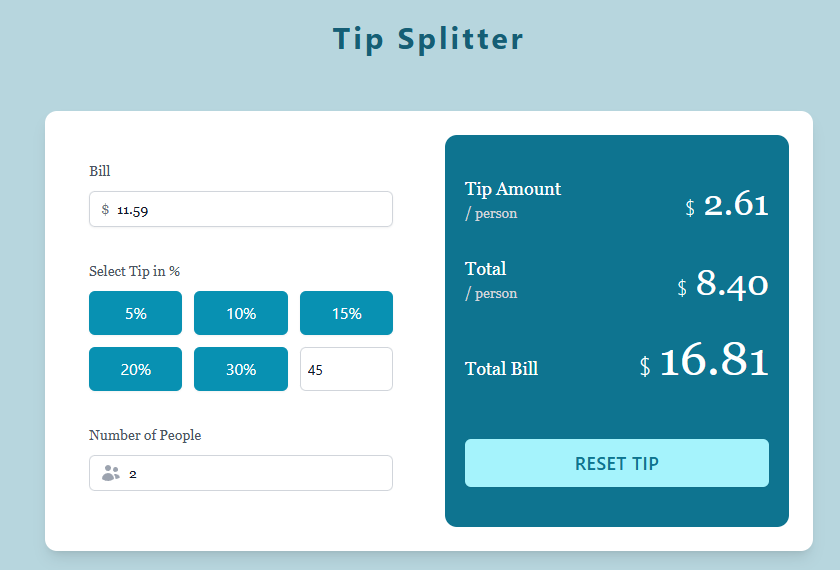 Tip Splitter
Bill
$ 11.59
Select Tip in %
5% 10% 15%
20% 30% 45
Number of People
2
Tip Amount
/ person
$ 2.61
Total
/ person
$ 8.40
Total Bill $ 16.81
RESET TIP